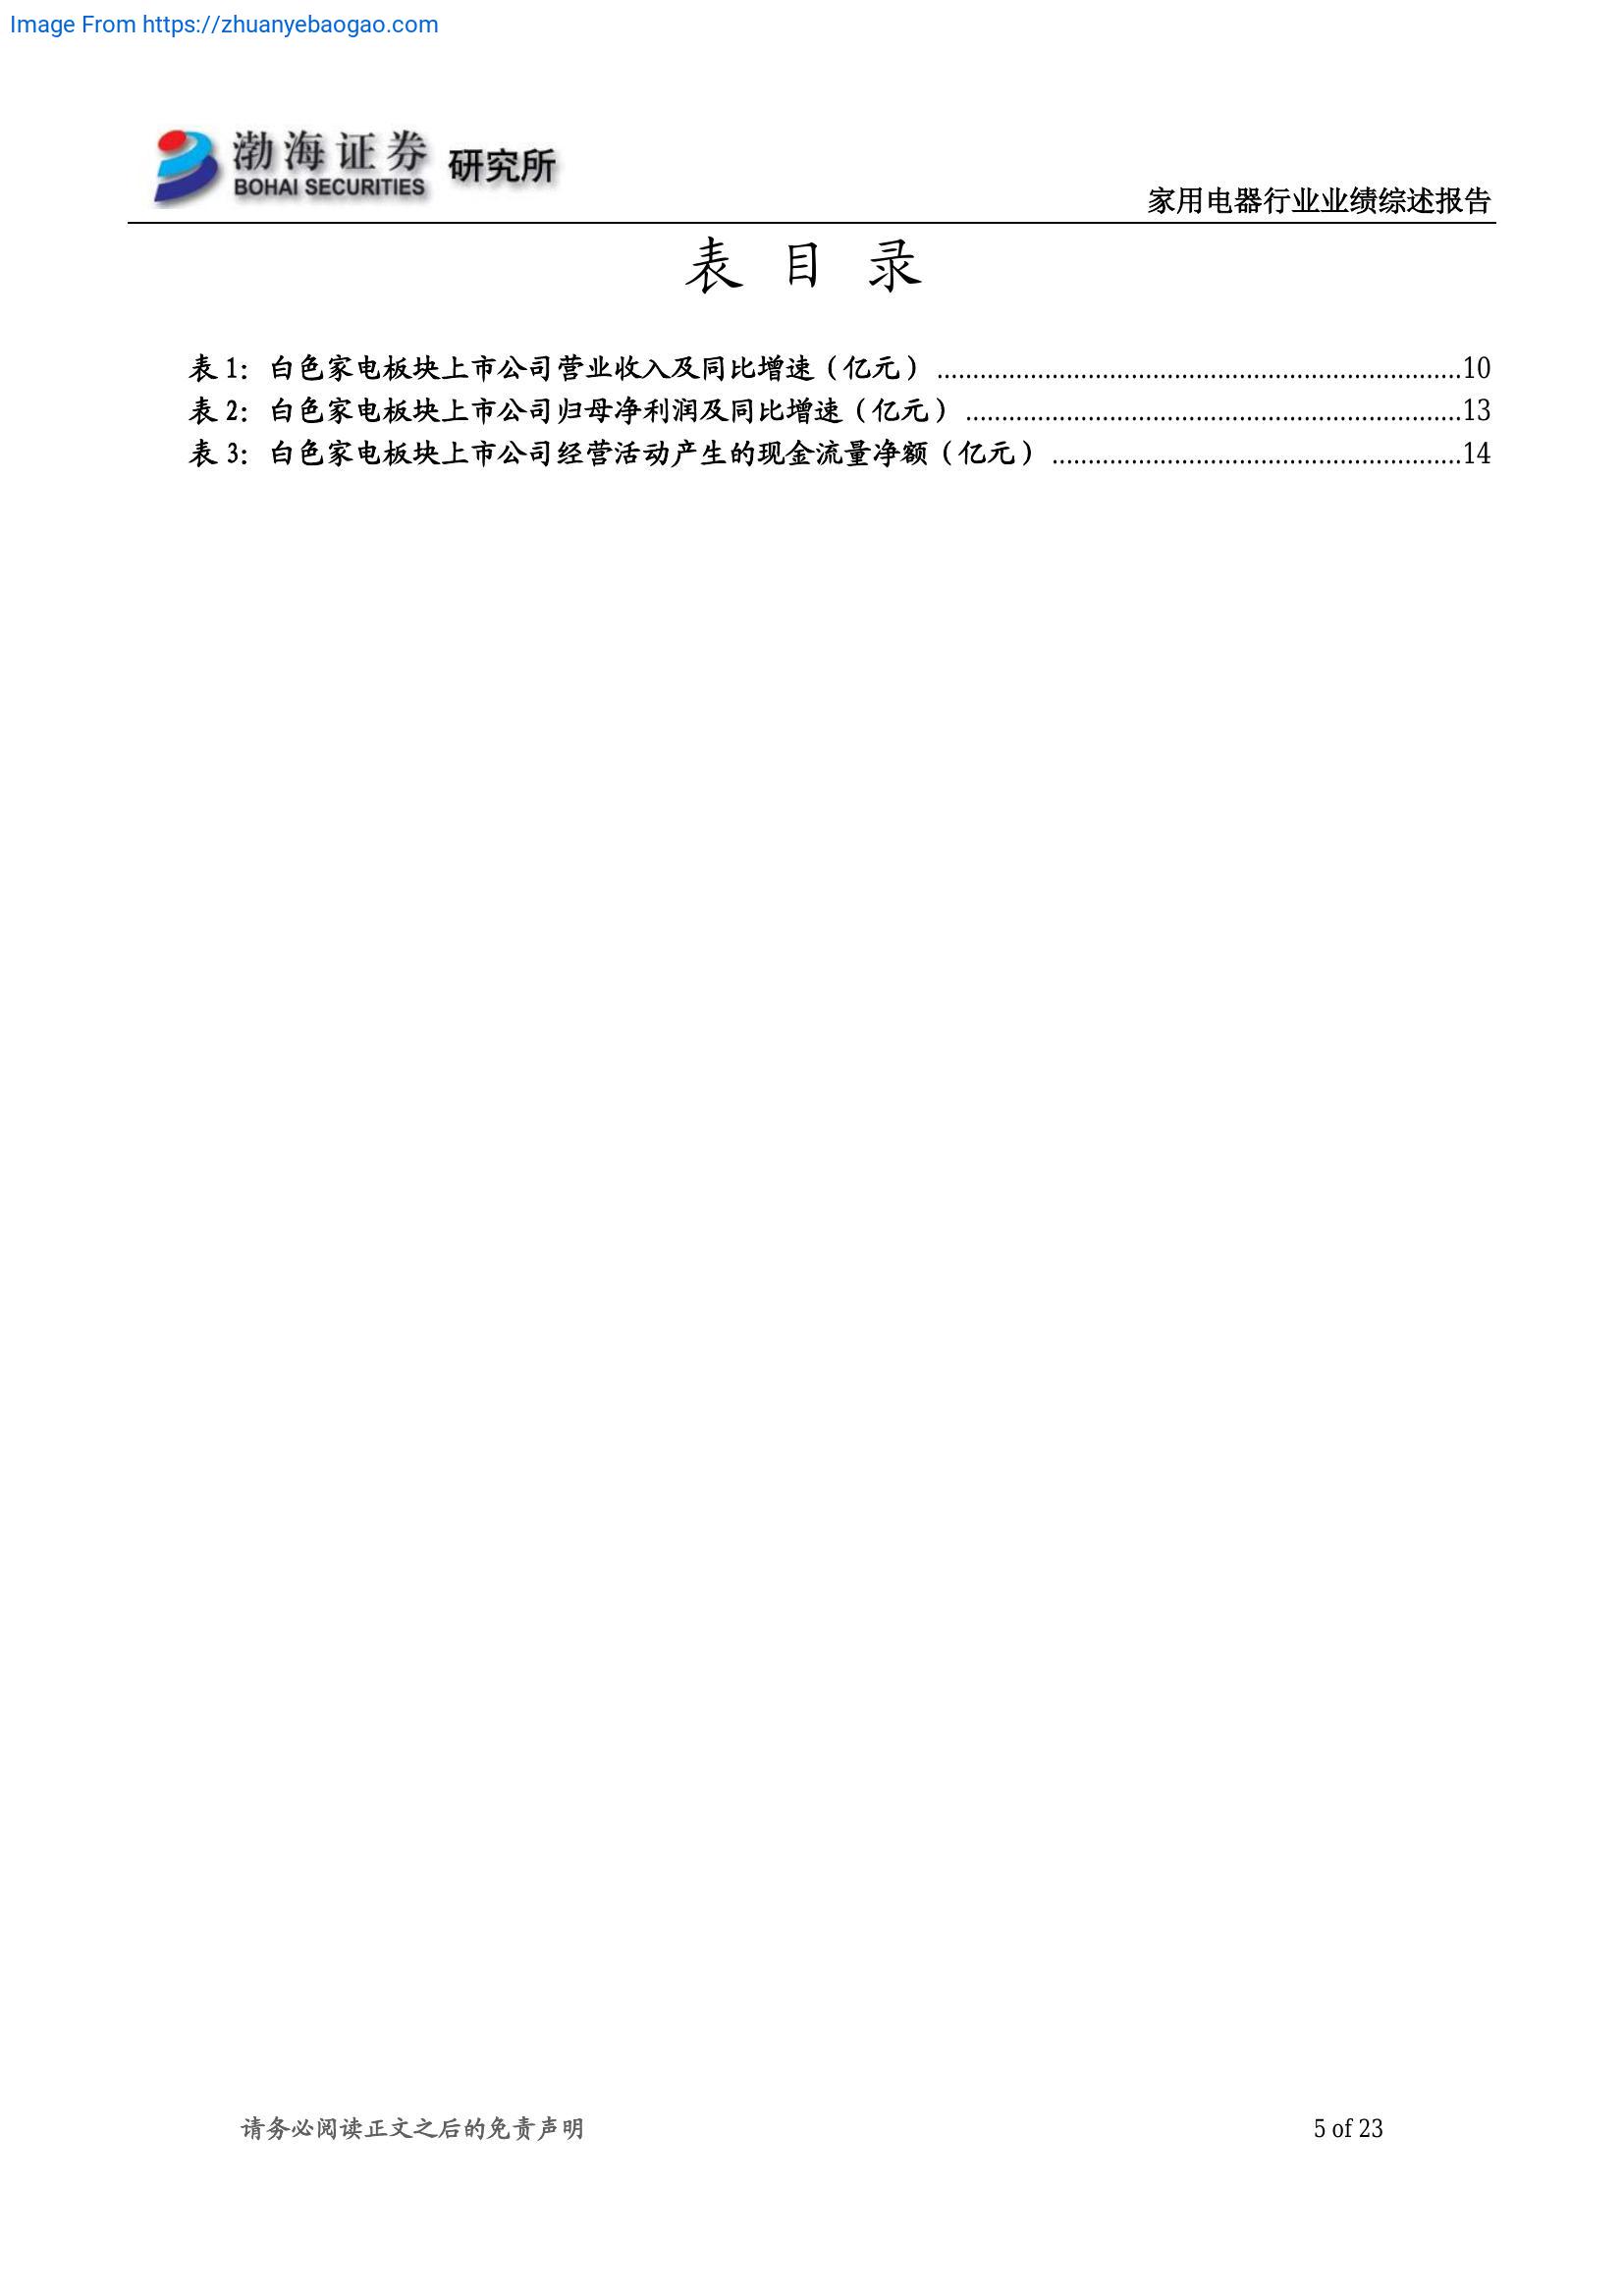 Image From https://zhuanyebaogao.com
渤海证券 研究所
BOHAI SECURITIES
家用电器行业业绩综述报告
表 目 录
表 1：白色家电板块上市公司营业收入及同比增速（亿元）..........................................................................10
表 2：白色家电板块上市公司归母净利润及同比增速（亿元）......................................................................13
表 3：白色家电板块上市公司经营活动产生的现金流量净额（亿元）..........................................................14
请务必阅读正文之后的免责声明 5 of 23